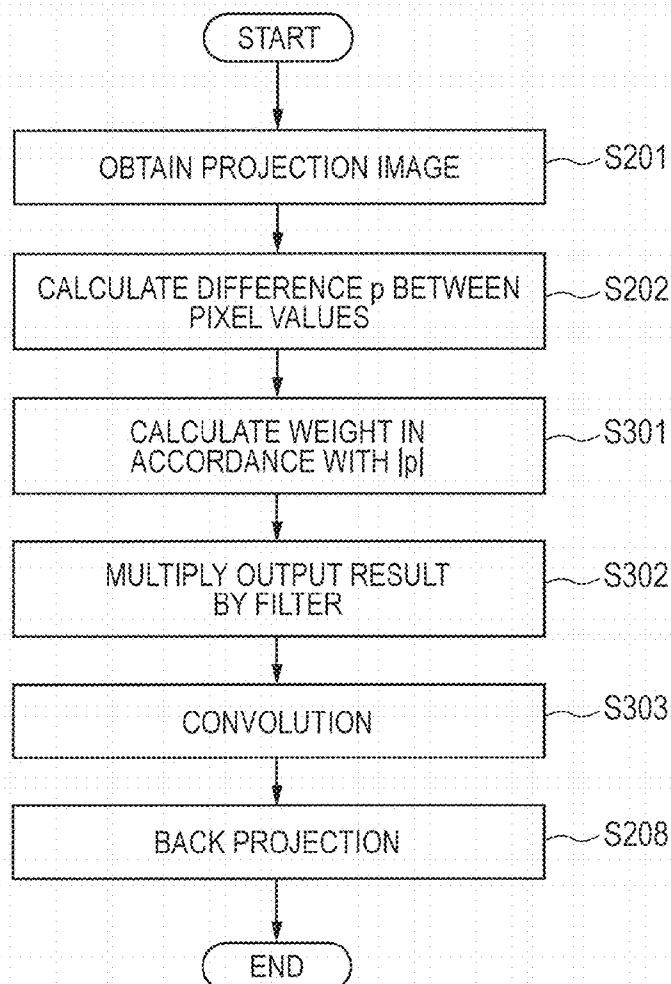 START
OBTAIN PROJECTION IMAGE
S201
CALCULATE DIFFERENCE p BETWEEN
PIXEL VALUES
S202
CALCULATE WEIGHT IN
ACCORDANCE WITH |p|
S301
MULTIPLY OUTPUT RESULT
BY FILTER
S302
CONVOLUTION
S303
BACK PROJECTION
S208
END